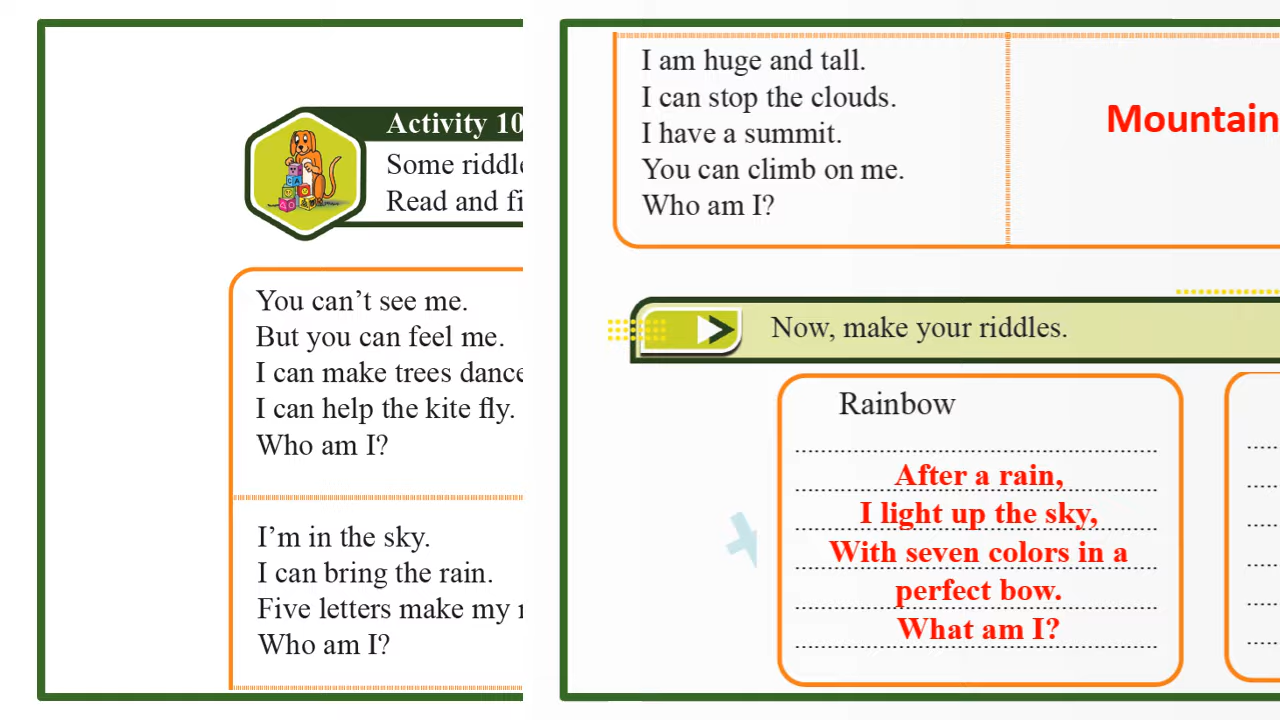 Activity 10
Some riddle
Read and fi
You can’t see me.
But you can feel me.
I can make trees dance
I can help the kite fly.
Who am I?
I’m in the sky.
I can bring the rain.
Five letters make my
Who am I?
I am huge and tall.
I can stop the clouds.
I have a summit.
You can climb on me.
Who am I?
Mountain
Now, make your riddles.
Rainbow
After a rain,
I light up the sky,
With seven colors in a
perfect bow.
What am I?